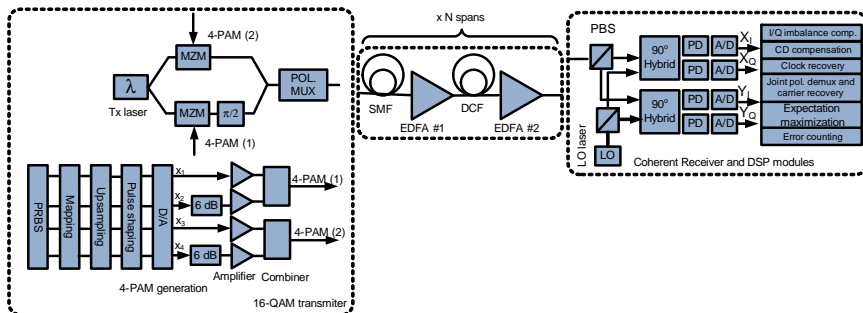 4-PAM (2)
MZM
λ
Tx laser
MZM
π/2
POL.
MUX
4-PAM (1)
PRBS
Mapping
Upsampling
Pulse shaping
D/A
x1
x2
x3
x4
6 dB
6 dB
4-PAM (1)
4-PAM (2)
Amplifier
Combiner
4-PAM generation
16-QAM transmiter
x N spans
SMF
EDFA #1
DCF
EDFA #2
PBS
90º
Hybrid
PD
A/D
XI
PD
A/D
XQ
90º
Hybrid
PD
A/D
YI
PD
A/D
YQ
LO laser
LO
I/Q imbalance comp.
CD compensation
Clock recovery
Joint pol. demux and
carrier recovery
Expectation
maximization
Error counting
Coherent Receiver and DSP modules